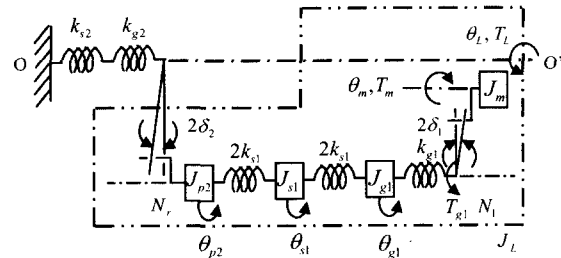 k_{s2} k_{g2} θ_L, T_L
O O'
θ_m, T_m J_m
2δ_2 2δ_1
2k_{s1} 2k_{s1} k_{g1}
J_{p2} J_{s1} J_{g1}
N_r T_{g1} N_1
θ_{p2} θ_{s1} θ_{g1} J_L